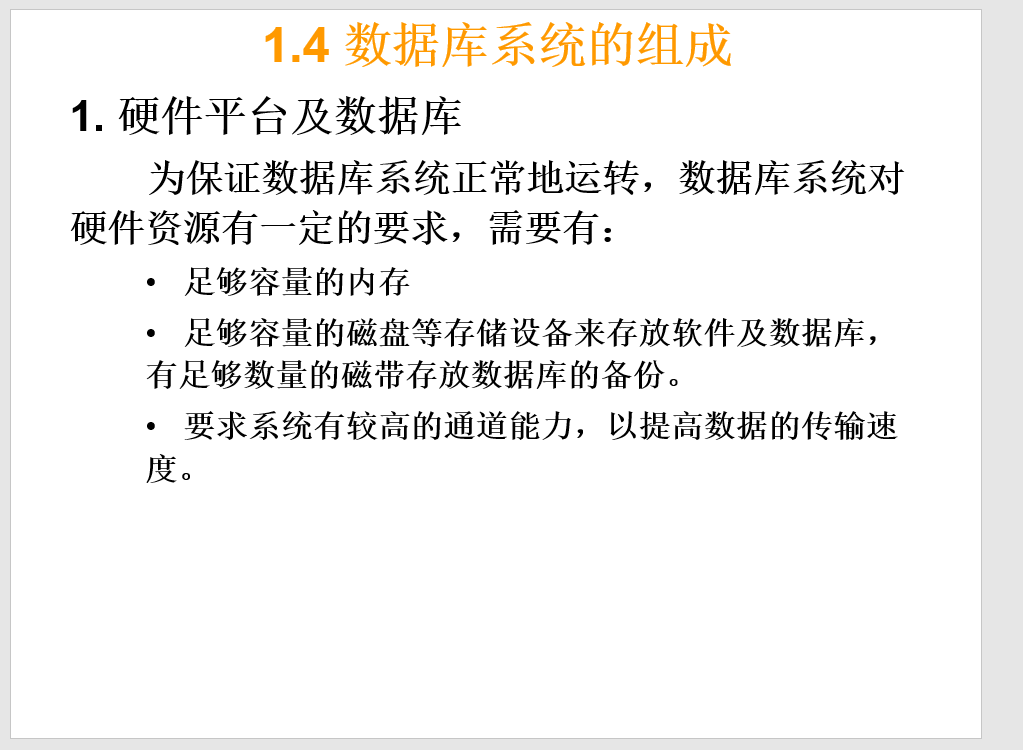 1.4 数据库系统的组成
1. 硬件平台及数据库
为保证数据库系统正常地运转，数据库系统对
硬件资源有一定的要求，需要有：
• 足够容量的内存
• 足够容量的磁盘等存储设备来存放软件及数据库，
有足够数量的磁带存放数据库的备份。
• 要求系统有较高的通道能力，以提高数据的传输速
度。